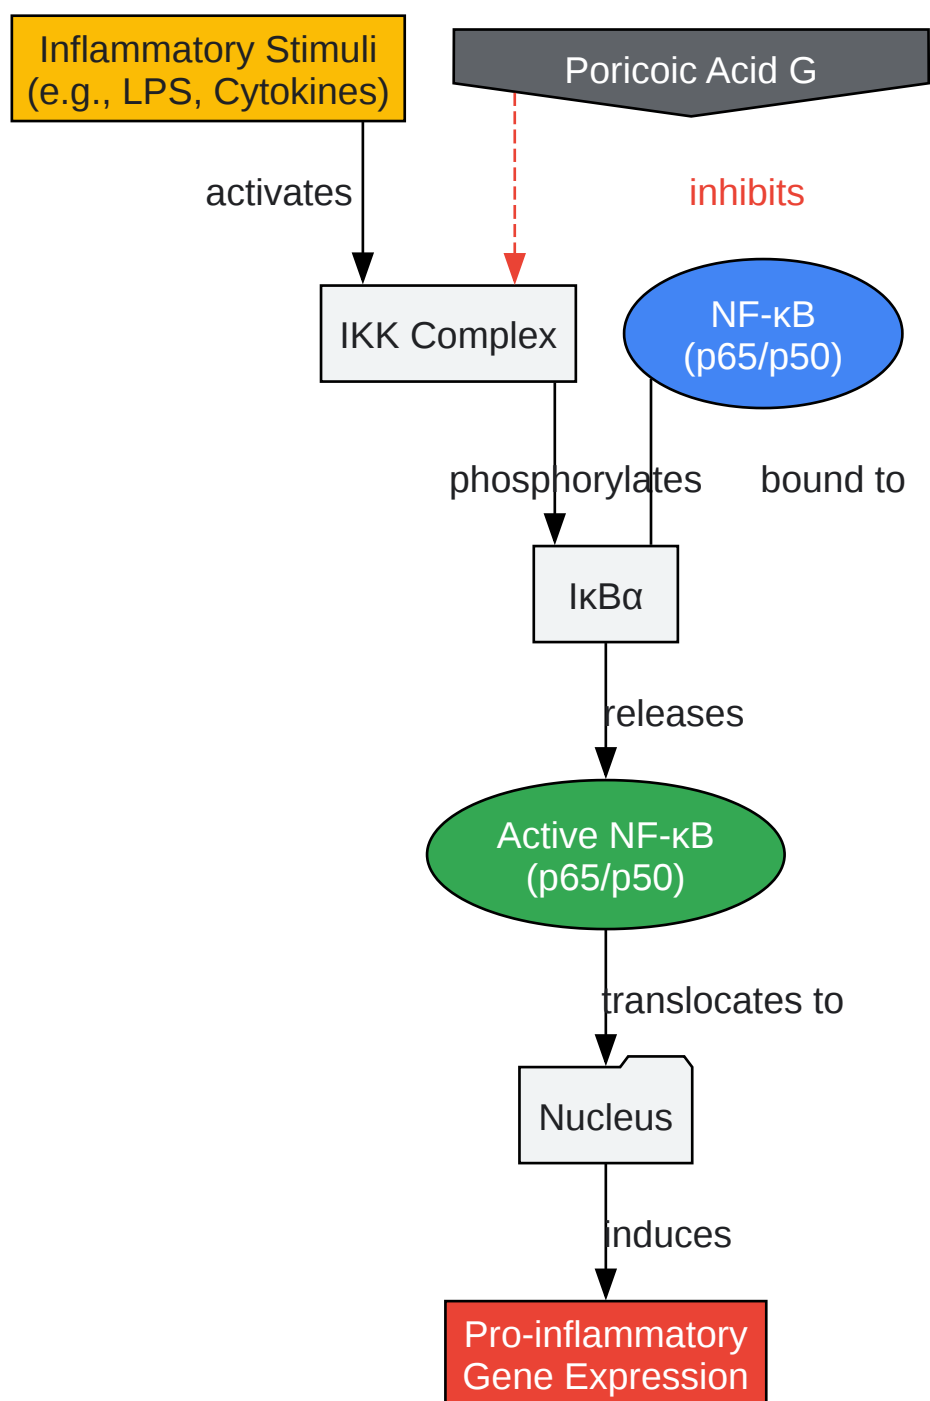 Inflammatory Stimuli
(e.g., LPS, Cytokines)
Poricoic Acid G
activates
inhibits
IKK Complex
NF-κB
(p65/p50)
phosphorylates
bound to
IκBα
releases
Active NF-κB
(p65/p50)
translocates to
Nucleus
induces
Pro-inflammatory
Gene Expression